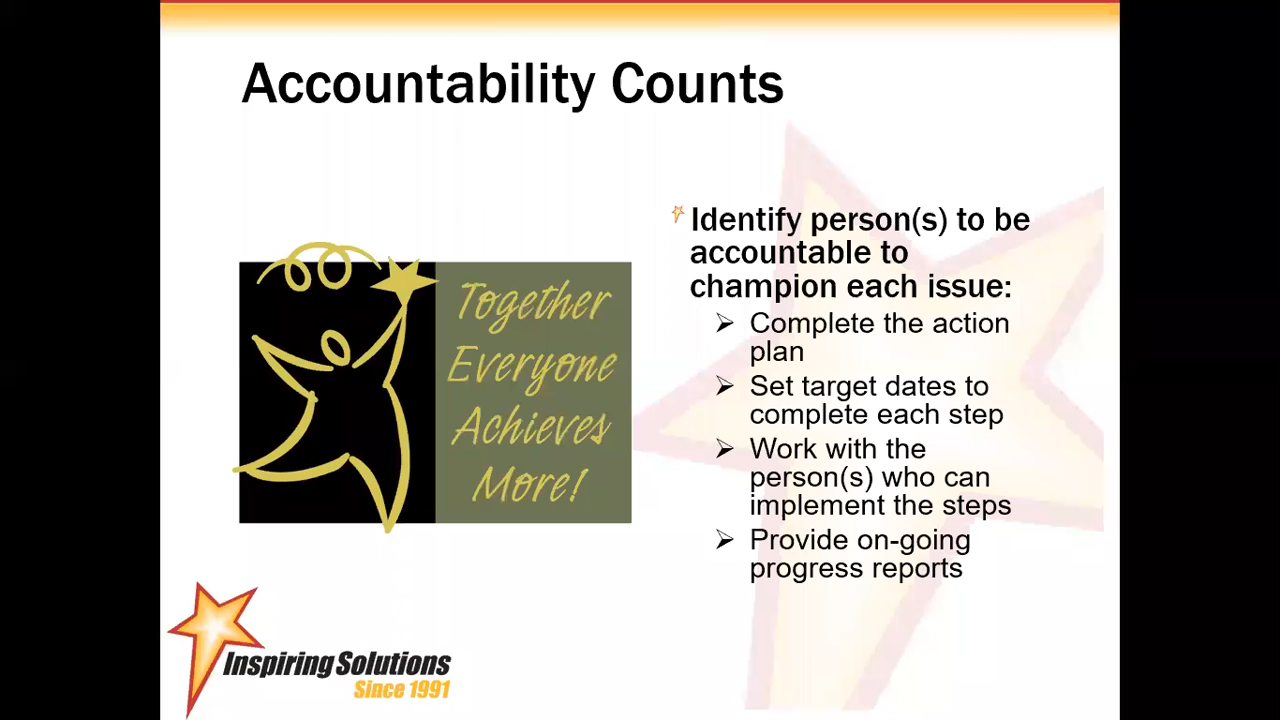 Accountability Counts
Together
Everyone
Achieves
More!
Identify person(s) to be
accountable to
champion each issue:
Complete the action
plan
Set target dates to
complete each step
Work with the
person(s) who can
implement the steps
Provide on-going
progress reports
Inspiring Solutions
Since 1991